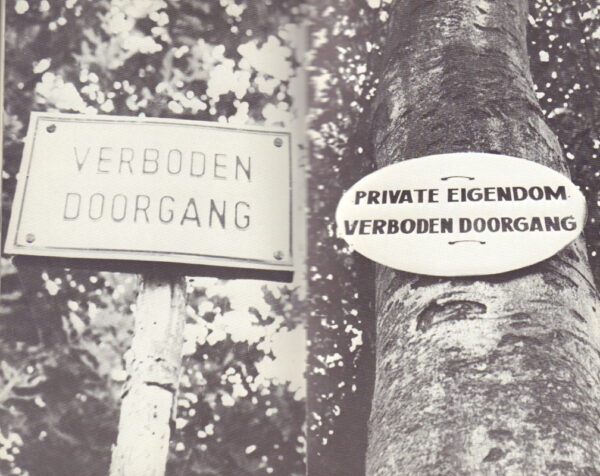 VERBODEN
DOORGANG
PRIVATE EIGENDOM
VERBODEN DOORGANG